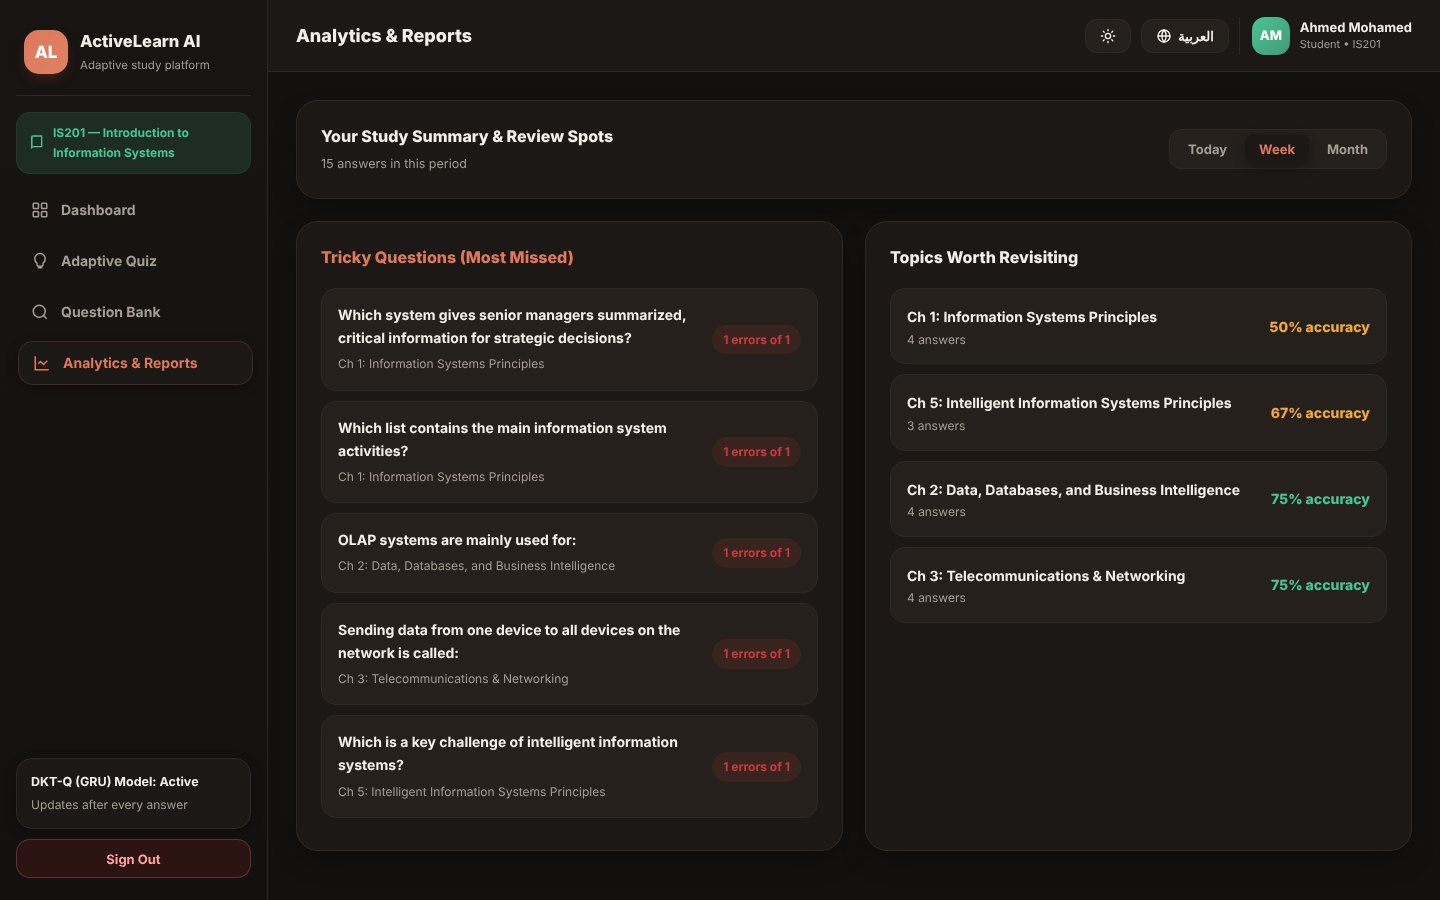 AL
ActiveLearn AI
Adaptive study platform
IS201 — Introduction to
Information Systems
Dashboard
Adaptive Quiz
Question Bank
Analytics & Reports
DKT-Q (GRU) Model: Active
Updates after every answer
Sign Out
Analytics & Reports
العربية
AM
Ahmed Mohamed
Student • IS201
Your Study Summary & Review Spots
15 answers in this period
Today
Week
Month
Tricky Questions (Most Missed)
Which system gives senior managers summarized,
critical information for strategic decisions?
Ch 1: Information Systems Principles
1 errors of 1
Which list contains the main information system
activities?
Ch 1: Information Systems Principles
1 errors of 1
OLAP systems are mainly used for:
Ch 2: Data, Databases, and Business Intelligence
1 errors of 1
Sending data from one device to all devices on the
network is called:
Ch 3: Telecommunications & Networking
1 errors of 1
Which is a key challenge of intelligent information
systems?
Ch 5: Intelligent Information Systems Principles
1 errors of 1
Topics Worth Revisiting
Ch 1: Information Systems Principles
4 answers
50% accuracy
Ch 5: Intelligent Information Systems Principles
3 answers
67% accuracy
Ch 2: Data, Databases, and Business Intelligence
4 answers
75% accuracy
Ch 3: Telecommunications & Networking
4 answers
75% accuracy